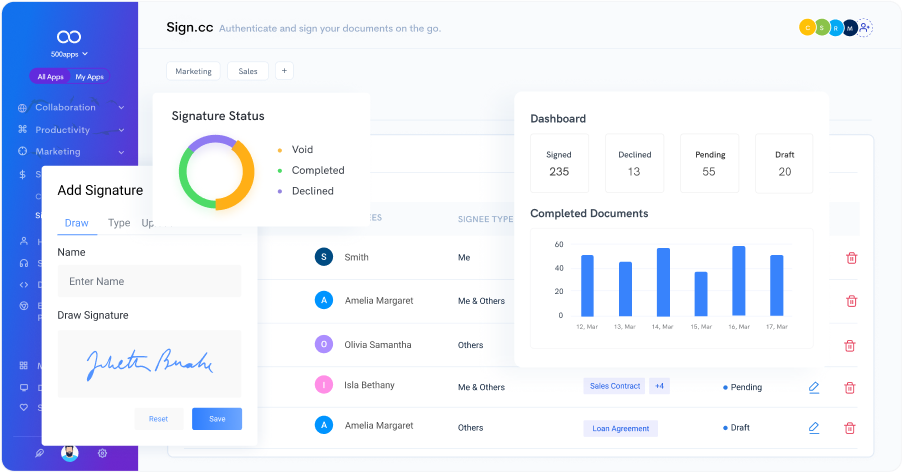 Sign.cc Authenticate and sign your documents on the go.
C S R M
500apps
All Apps My Apps
Marketing Sales +
Collaboration
Productivity
Marketing
Add Signature
Draw Type Up
Name
Enter Name
Draw Signature
Reset Save
Signature Status
Void
Completed
Declined
Dashboard
Signed Declined Pending Draft
235 13 55 20
Completed Documents
60
40
20
0
12, Mar 13, Mar 14, Mar 15, Mar 16, Mar 17, Mar
ES SIGNEE TYPE
S Smith Me
A Amelia Margaret Me & Others
O Olivia Samantha Others
I Isla Bethany Me & Others Sales Contract +4 Pending
A Amelia Margaret Others Loan Agreement Draft